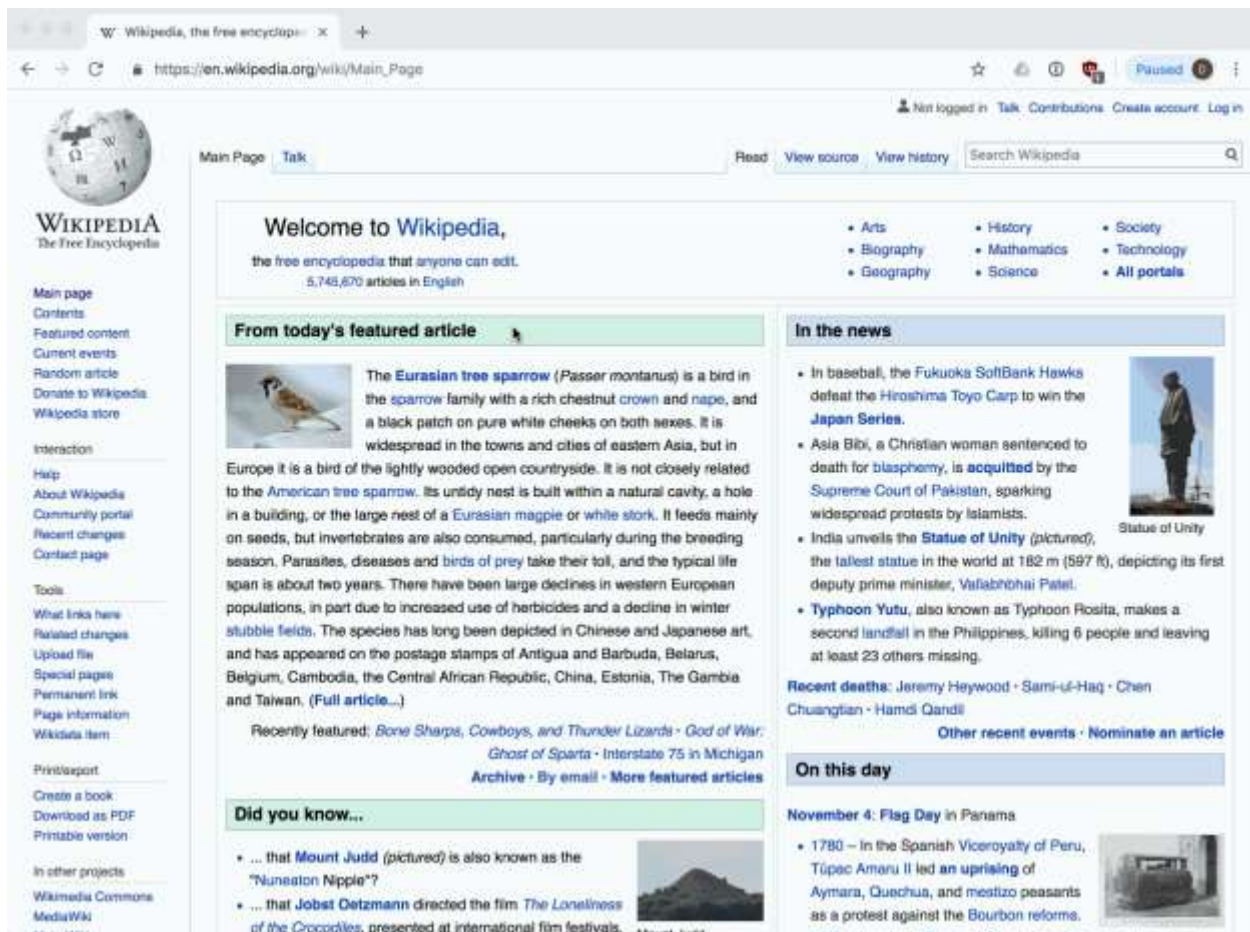 Wikipedia, the free encyclope
https://en.wikipedia.org/wiki/Main_Page
Paused
Not logged in Talk Contributions Create account Log in
Main Page Talk
Read View source View history Search Wikipedia
WIKIPEDIA
The Free Encyclopedia
Main page
Contents
Featured content
Current events
Random article
Donate to Wikipedia
Wikipedia store
Interaction
Help
About Wikipedia
Community portal
Recent changes
Contact page
Tools
What links here
Related changes
Upload file
Special pages
Permanent link
Page information
Wikidata item
Print/export
Create a book
Download as PDF
Printable version
In other projects
Wikimedia Commons
MediaWiki
Welcome to Wikipedia,
the free encyclopedia that anyone can edit.
5,745,670 articles in English
• Arts
• Biography
• Geography
• History
• Mathematics
• Science
• Society
• Technology
• All portals
From today's featured article
The Eurasian tree sparrow (Passer montanus) is a bird in
the sparrow family with a rich chestnut crown and nape, and
a black patch on pure white cheeks on both sexes. It is
widespread in the towns and cities of eastern Asia, but in
Europe it is a bird of the lightly wooded open countryside. It is not closely related
to the American tree sparrow. Its untidy nest is built within a natural cavity, a hole
in a building, or the large nest of a Eurasian magpie or white stork. It feeds mainly
on seeds, but invertebrates are also consumed, particularly during the breeding
season. Parasites, diseases and birds of prey take their toll, and the typical life
span is about two years. There have been large declines in western European
populations, in part due to increased use of herbicides and a decline in winter
stubble fields. The species has long been depicted in Chinese and Japanese art,
and has appeared on the postage stamps of Antigua and Barbuda, Belarus,
Belgium, Cambodia, the Central African Republic, China, Estonia, The Gambia
and Taiwan. (Full article...)
Recently featured: Bone Sharps, Cowboys, and Thunder Lizards · God of War:
Ghost of Sparta · Interstate 75 in Michigan
Archive · By email · More featured articles
Did you know...
• ... that Mount Judd (pictured) is also known as the
"Nuneaton Nipple"?
• ... that Jobst Oetzmann directed the film The Loneliness
of the Crocodiles, presented at international film festivals,
Mount Judd
In the news
• In baseball, the Fukuoka SoftBank Hawks
defeat the Hiroshima Toyo Carp to win the
Japan Series.
• Asia Bibi, a Christian woman sentenced to
death for blasphemy, is acquitted by the
Supreme Court of Pakistan, sparking
widespread protests by Islamists.
Statue of Unity
• India unveils the Statue of Unity (pictured),
the tallest statue in the world at 182 m (597 ft), depicting its first
deputy prime minister, Vallabhbhai Patel.
• Typhoon Yutu, also known as Typhoon Rosita, makes a
second landfall in the Philippines, killing 6 people and leaving
at least 23 others missing.
Recent deaths: Jeremy Heywood · Sami-ul-Haq · Chen
Chuangtian · Hamdi Qandil
Other recent events · Nominate an article
On this day
November 4: Flag Day in Panama
• 1780 – In the Spanish Viceroyalty of Peru,
Túpac Amaru II led an uprising of
Aymara, Quechua, and mestizo peasants
as a protest against the Bourbon reforms.